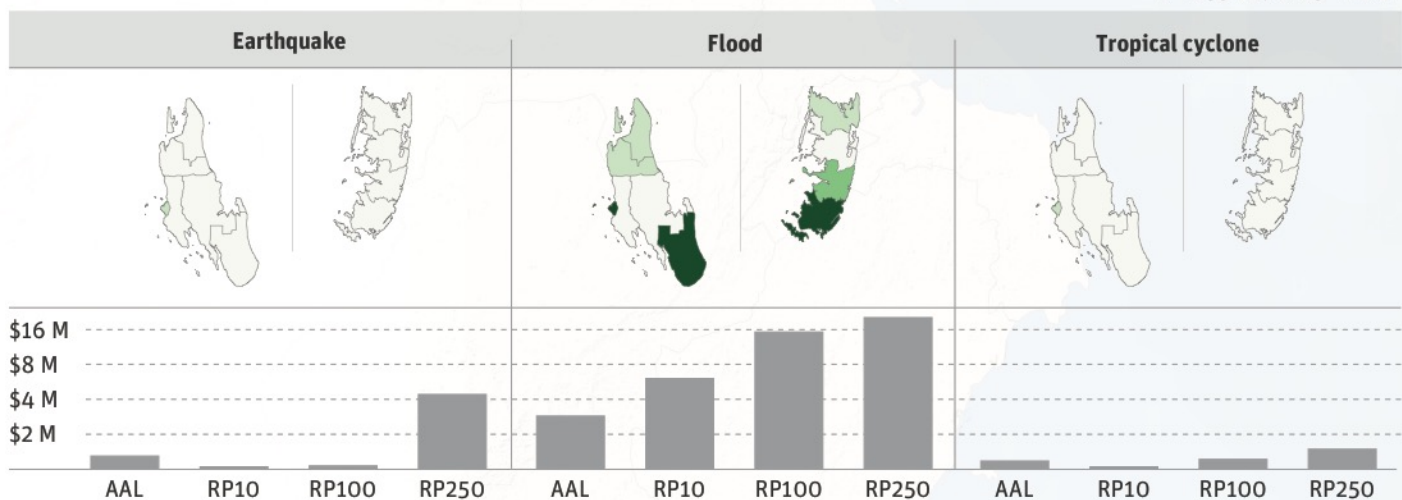 Earthquake Flood Tropical cyclone
$16 M
$8 M
$4 M
$2 M
AAL RP10 RP100 RP250 AAL RP10 RP100 RP250 AAL RP10 RP100 RP250